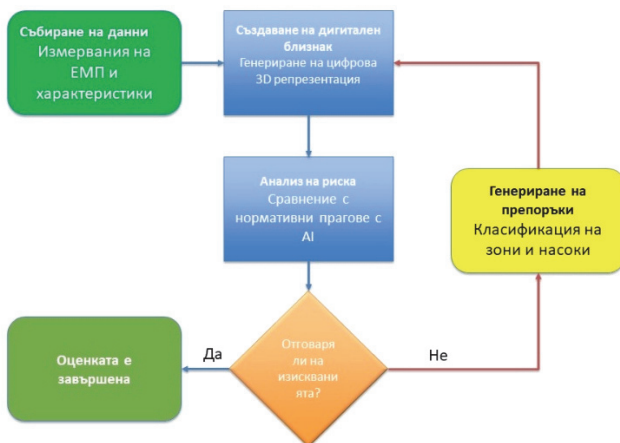 Събиране на данни
Измервания на
ЕМП и
характеристики
Създаване на дигитален
близнак
Генериране на цифрова
3D репрезентация
Анализ на риска
Сравнение с
нормативни прагове с
AI
Генериране на
препоръки
Класификация на
зони и насоки
Отговаря
ли на
изисквани
ята?
Да
Не
Оценката е
завършена